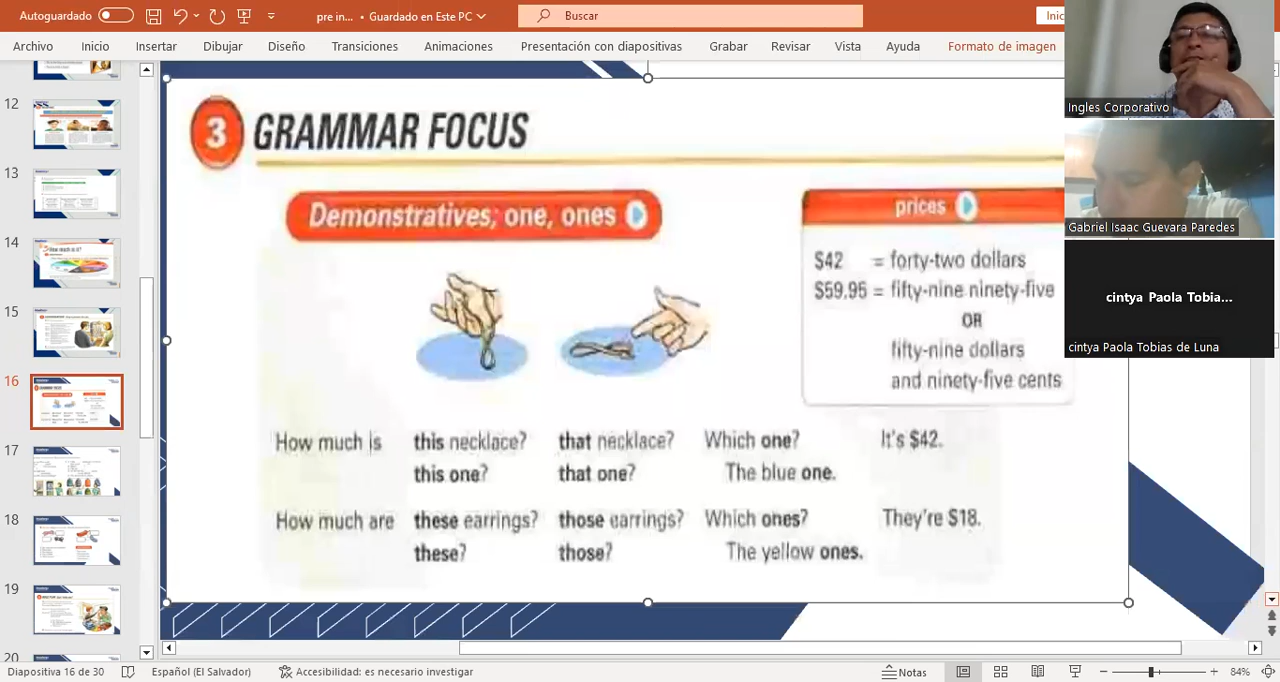 Autoguardado
pre in... • Guardado en Este PC
Buscar
Inic
Archivo Inicio Insertar Dibujar Diseño Transiciones Animaciones Presentación con diapositivas Grabar Revisar Vista Ayuda Formato de imagen
Ingles Corporativo
Gabriel Isaac Guevara Paredes
cintya Paola Tobia...
cintya Paola Tobias de Luna
12
13
14
15
16
17
18
19
20
3 GRAMMAR FOCUS
Demonstratives; one, ones
prices
$42 = forty-two dollars
$59.95 = fifty-nine ninety-five
OR
fifty-nine dollars
and ninety-five cents
How much is this necklace? that necklace? Which one? It's $42.
this one? that one? The blue one.
How much are these earrings? those earrings? Which ones? They're $18.
these? those? The yellow ones.
Diapositiva 16 de 30 Español (El Salvador) Accesibilidad: es necesario investigar Notas 84%